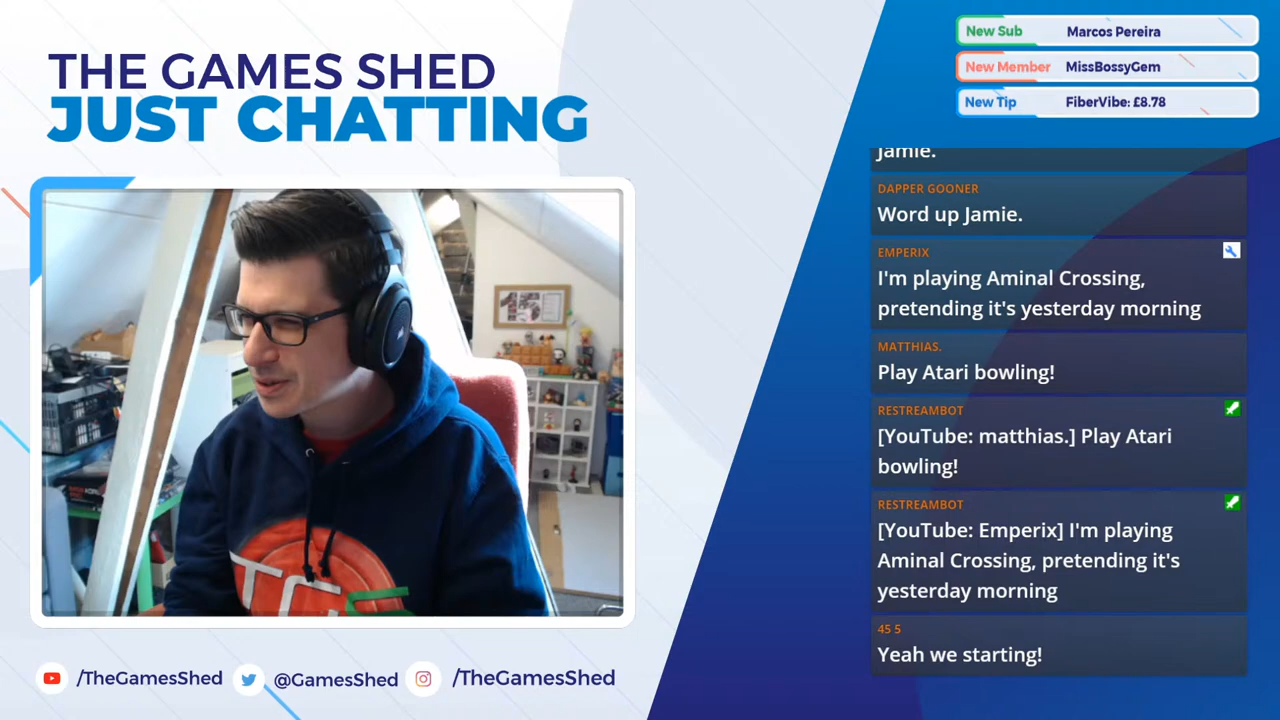 THE GAMES SHED
JUST CHATTING
New Sub Marcos Pereira
New Member MissBossyGem
New Tip FiberVibe: £8.78
Jamie.
DAPPER GOONER
Word up Jamie.
EMPERIX
I'm playing Aminal Crossing,
pretending it's yesterday morning
MATTHIAS.
Play Atari bowling!
RESTREAMBOT
[YouTube: matthias.] Play Atari
bowling!
RESTREAMBOT
[YouTube: Emperix] I'm playing
Aminal Crossing, pretending it's
yesterday morning
45 5
Yeah we starting!
TGS
/TheGamesShed
@GamesShed
/TheGamesShed